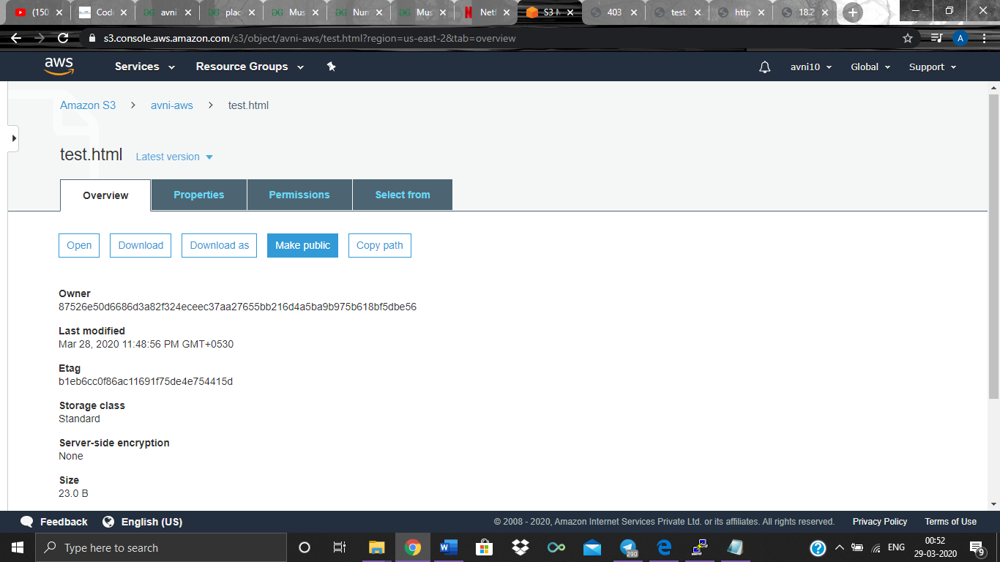 (150
Cod
avni
plac
Mus
Nun
Mus
Netf
S3 M
403
test.
http
18.2
s3.console.aws.amazon.com/s3/object/avni-aws/test.html?region=us-east-2&tab=overview
A
aws
Services
Resource Groups
avni10
Global
Support
Amazon S3 > avni-aws > test.html
test.html Latest version
Overview
Properties
Permissions
Select from
Open
Download
Download as
Make public
Copy path
Owner
87526e50d6686d3a82f324eceec37aa27655bb216d4a5ba9b975b618bf5dbe56
Last modified
Mar 28, 2020 11:48:56 PM GMT+0530
Etag
b1eb6cc0f86ac11691f75de4e754415d
Storage class
Standard
Server-side encryption
None
Size
23.0 B
Feedback
English (US)
© 2008 - 2020, Amazon Internet Services Private Ltd. or its affiliates. All rights reserved.
Privacy Policy
Terms of Use
Type here to search
290
ENG
00:52
29-03-2020
9